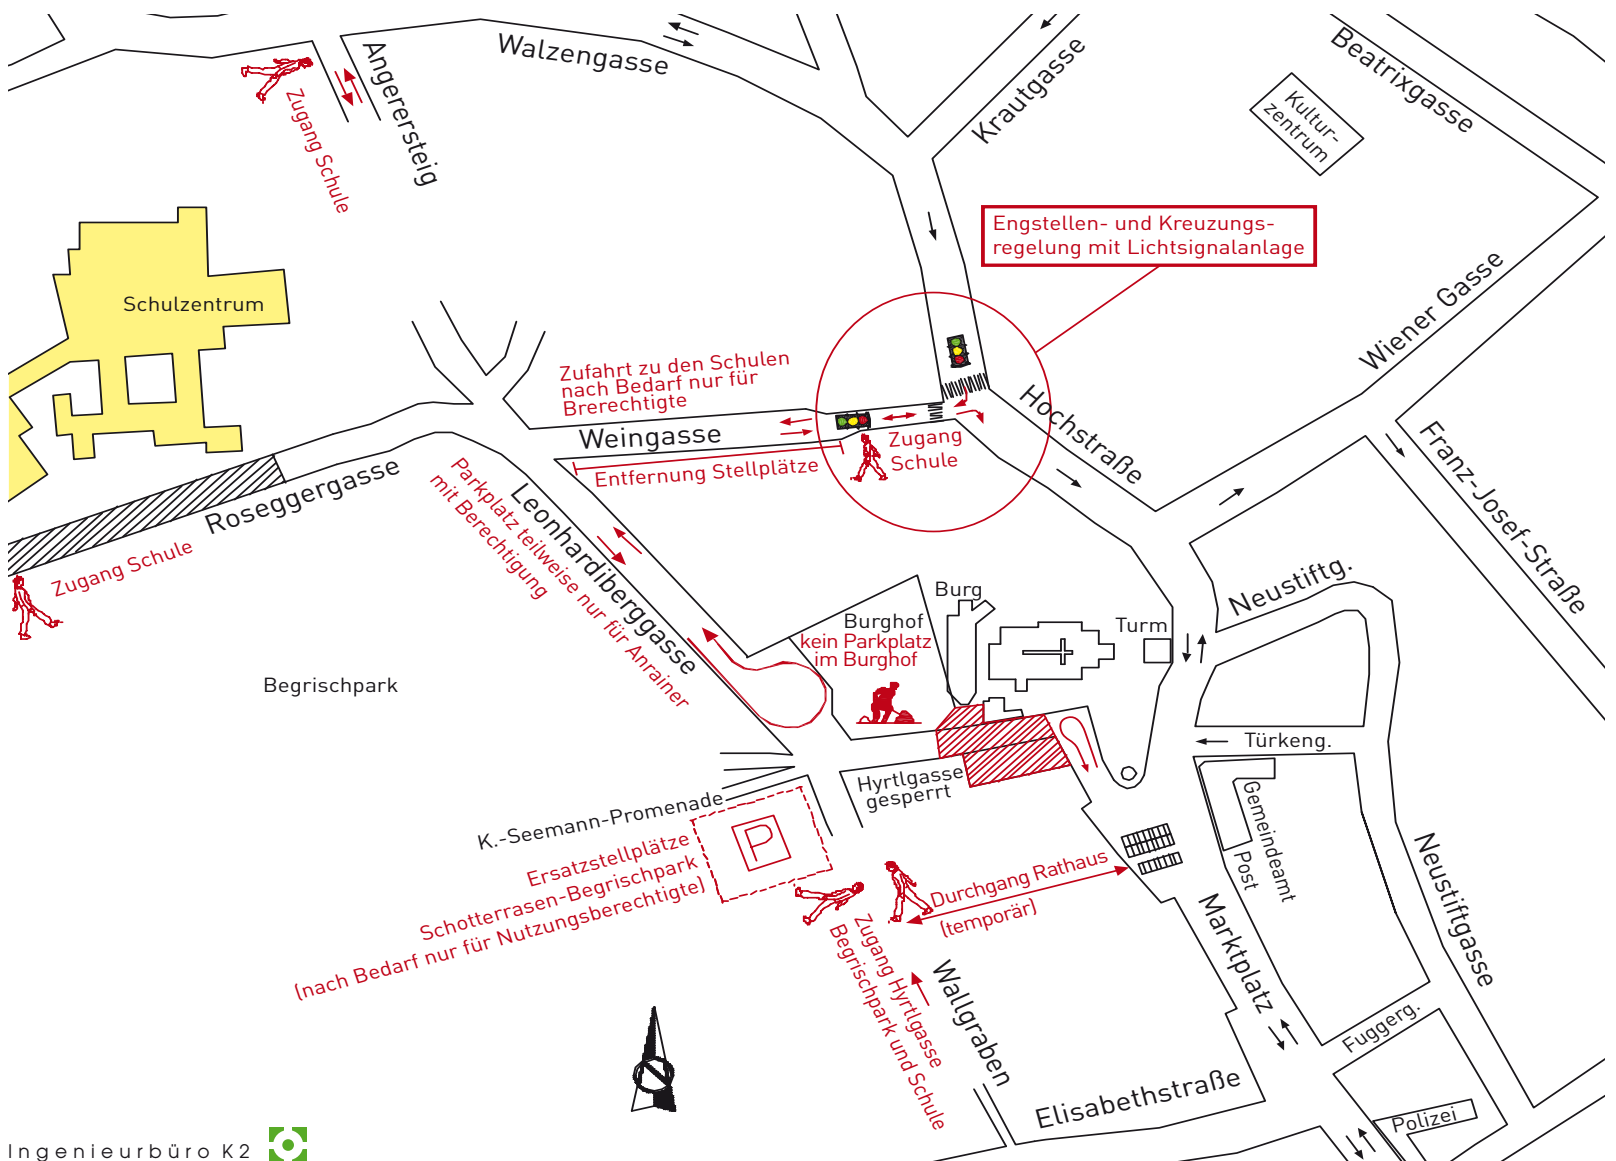 Walzengasse
Angerersteig
Zugang Schule
Krautgasse
Beatrixgasse
Kultur-
zentrum
Engstellen- und Kreuzungs-
regelung mit Lichtsignalanlage
Wiener Gasse
Schulzentrum
Zufahrt zu den Schulen
nach Bedarf nur für
Brerechtigte
Weingasse
Zugang
Schule
Entfernung Stellplätze
Hochstraße
Franz-Josef-Straße
Roseggergasse
Zugang Schule
Leonhardiberggasse
Parkplatz teilweise nur für Anrainer
mit Berechtigung
Burg
Burghof
kein Parkplatz
im Burghof
Turm
Neustiftg.
Begrischpark
Türkeng.
Hyrtlgasse
gesperrt
K.-Seemann-Promenade
P
Ersatzstellplätze
Schotterrasen-Begrischpark
(nach Bedarf nur für Nutzungsberechtigte)
Durchgang Rathaus
(temporär)
Gemeindeamt
Post
Marktplatz
Neustiftgasse
Zugang Hyrtlgasse
Begrischpark und Schule
Wallgraben
Fuggerg.
Elisabethstraße
Polizei
N
Ingenieurbüro K2